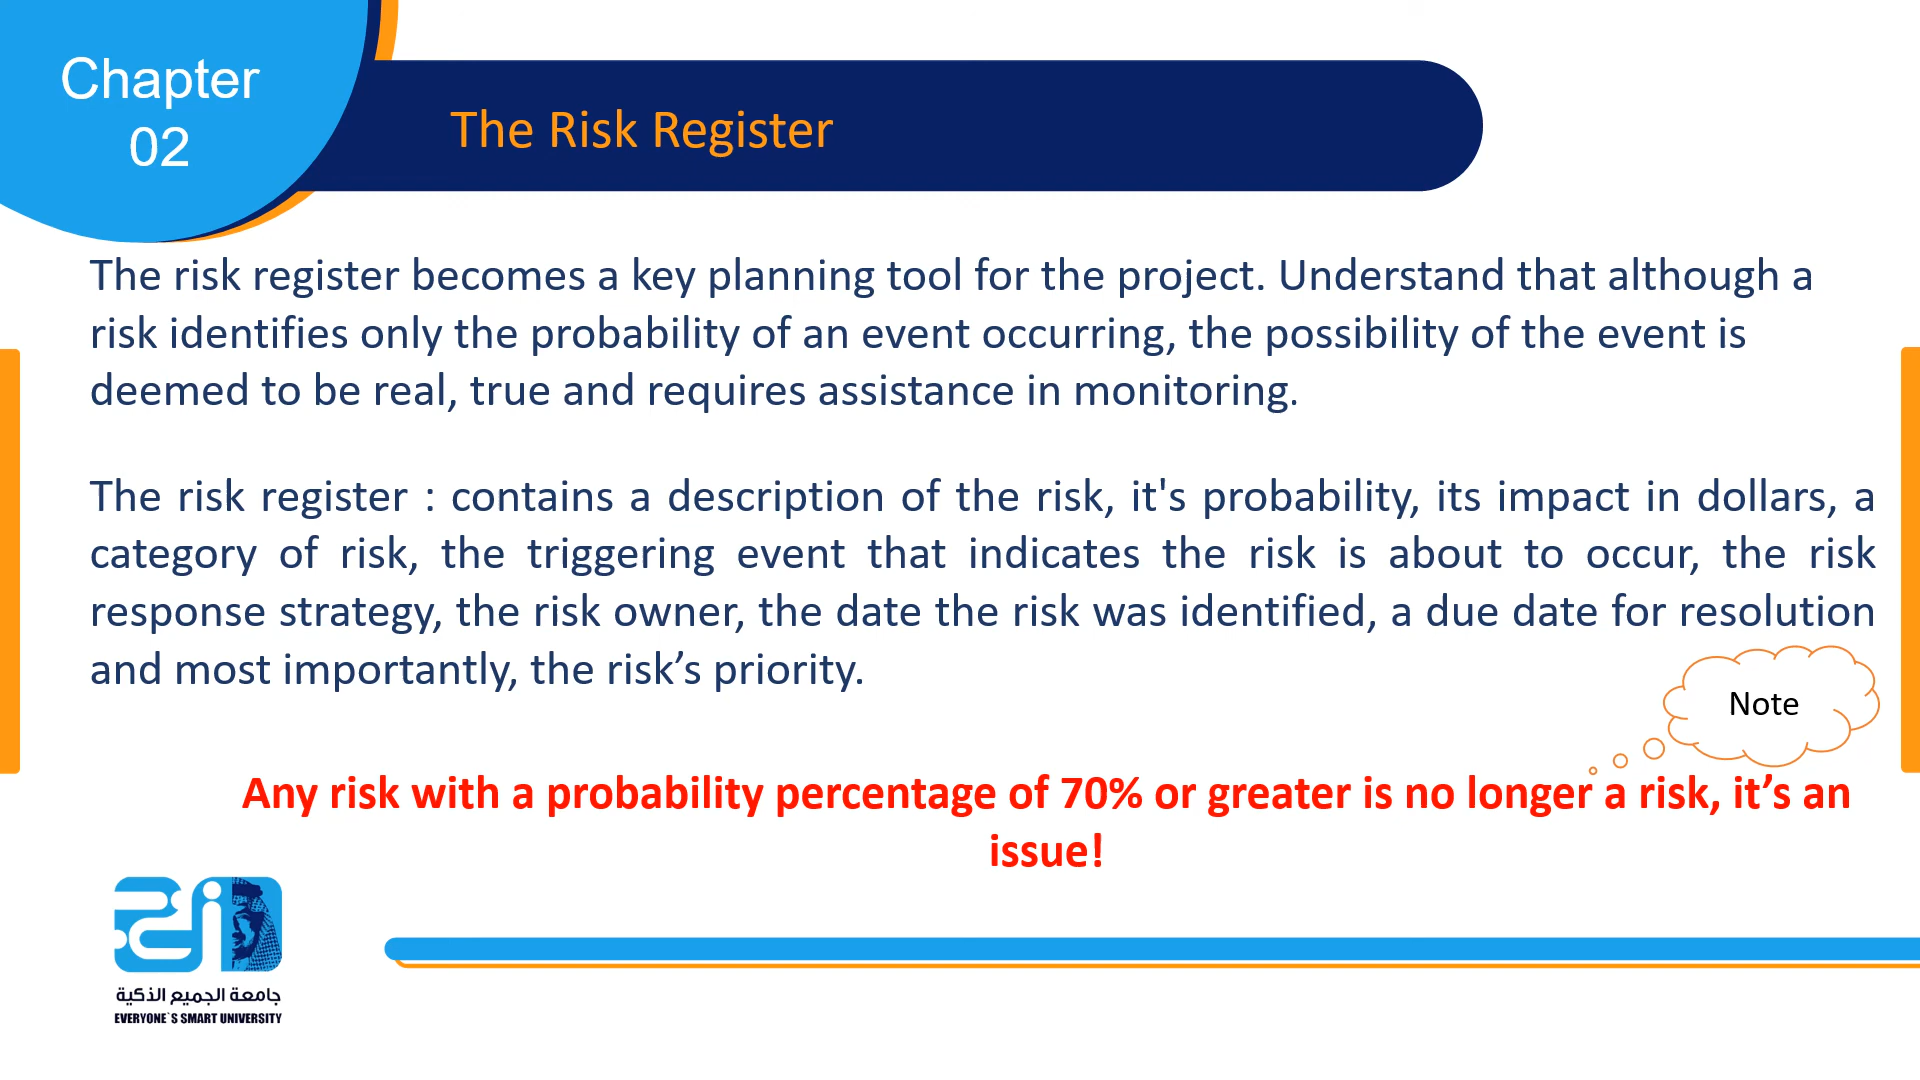 Chapter
02
The Risk Register
The risk register becomes a key planning tool for the project. Understand that although a
risk identifies only the probability of an event occurring, the possibility of the event is
deemed to be real, true and requires assistance in monitoring.
The risk register : contains a description of the risk, it's probability, its impact in dollars, a
category of risk, the triggering event that indicates the risk is about to occur, the risk
response strategy, the risk owner, the date the risk was identified, a due date for resolution
and most importantly, the risk’s priority.
Note
Any risk with a probability percentage of 70% or greater is no longer a risk, it’s an
issue!
جامعة الجميع الذكية
EVERYONE`S SMART UNIVERSITY